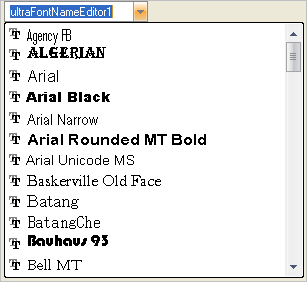 ultraFontNameEditor1
Agency FB
ALGERIAN
Arial
Arial Black
Arial Narrow
Arial Rounded MT Bold
Arial Unicode MS
Baskerville Old Face
Batang
BatangChe
Bauhaus 93
Bell MT